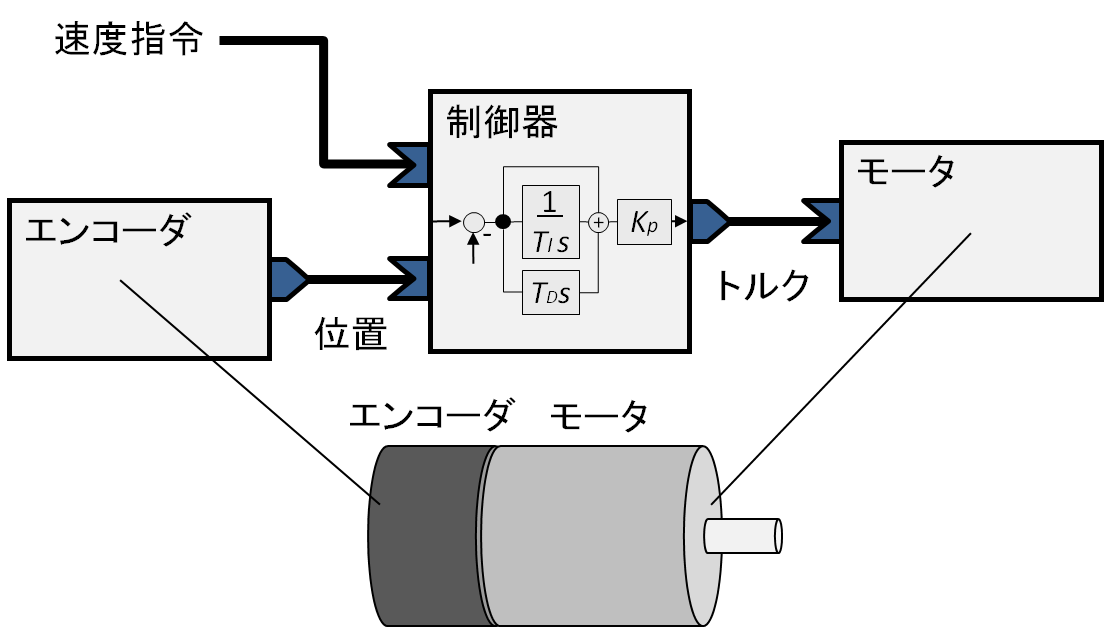 速度指令
制御器
モータ
エンコーダ
1
T_I s
+
K_p
-
T_D s
トルク
位置
エンコーダ モータ